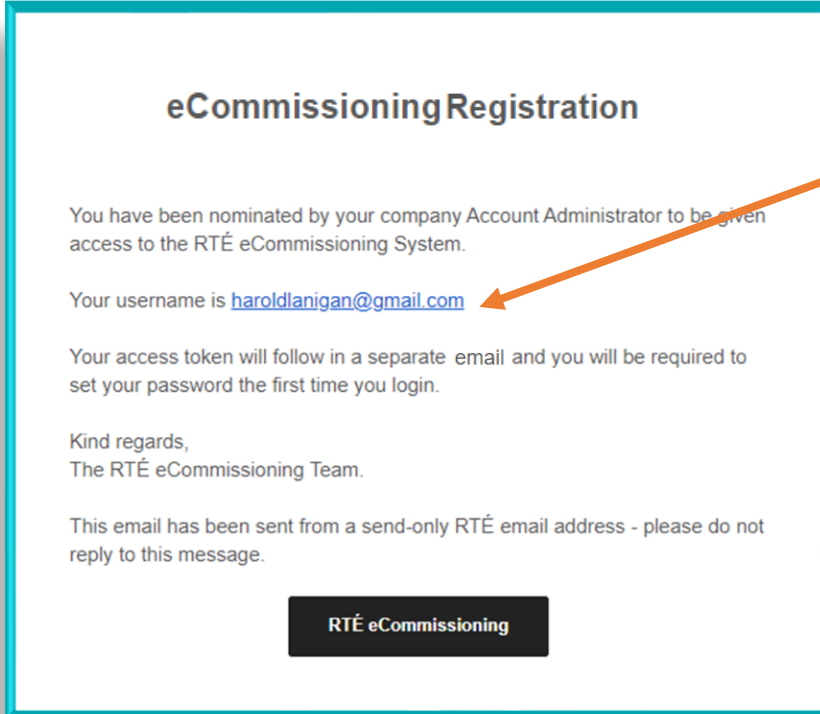 eCommissioning Registration
You have been nominated by your company Account Administrator to be given
access to the RTÉ eCommissioning System.
Your username is haroldlanigan@gmail.com
Your access token will follow in a separate email and you will be required to
set your password the first time you login.
Kind regards,
The RTÉ eCommissioning Team.
This email has been sent from a send-only RTÉ email address - please do not
reply to this message.
RTÉ eCommissioning